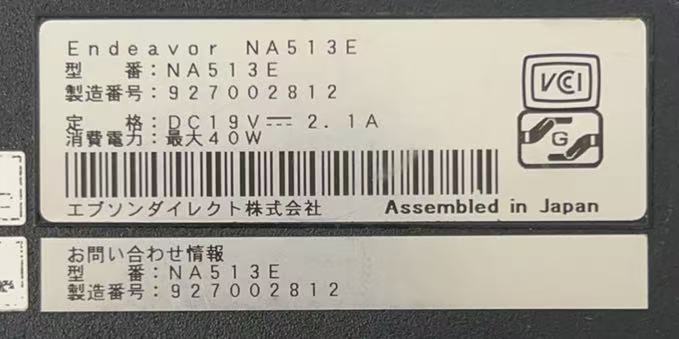 Endeavor NA513E
型 番：NA513E
製造番号：927002812
定 格：DC19V⎓ 2.1A
消費電力：最大40W
VCCI
G
エプソンダイレクト株式会社 Assembled in Japan
お問い合わせ情報
型 番：NA513E
製造番号：927002812